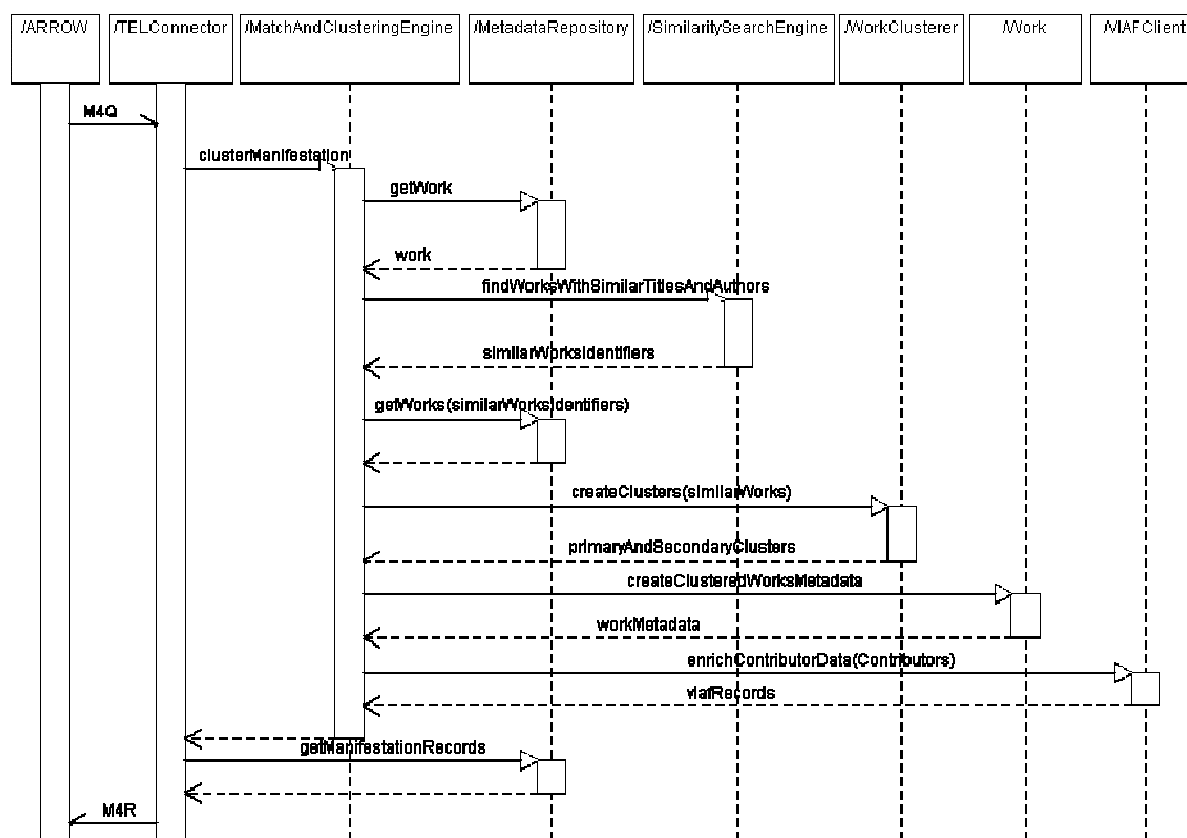 /ARROW
/TELConnector
/MatchAndClusteringEngine
/MetadataRepository
/SimilaritySearchEngine
/WorkClusterer
/Work
/VIAFClient
M4Q
clusterManifestation
getWork
work
findWorksWithSimilarTitlesAndAuthors
similarWorksIdentifiers
getWorks(similarWorksIdentifiers)
createClusters(similarWorks)
primaryAndSecondaryClusters
createClusteredWorksMetadata
workMetadata
enrichContributorData(Contributors)
viafRecords
getManifestationRecords
M4R